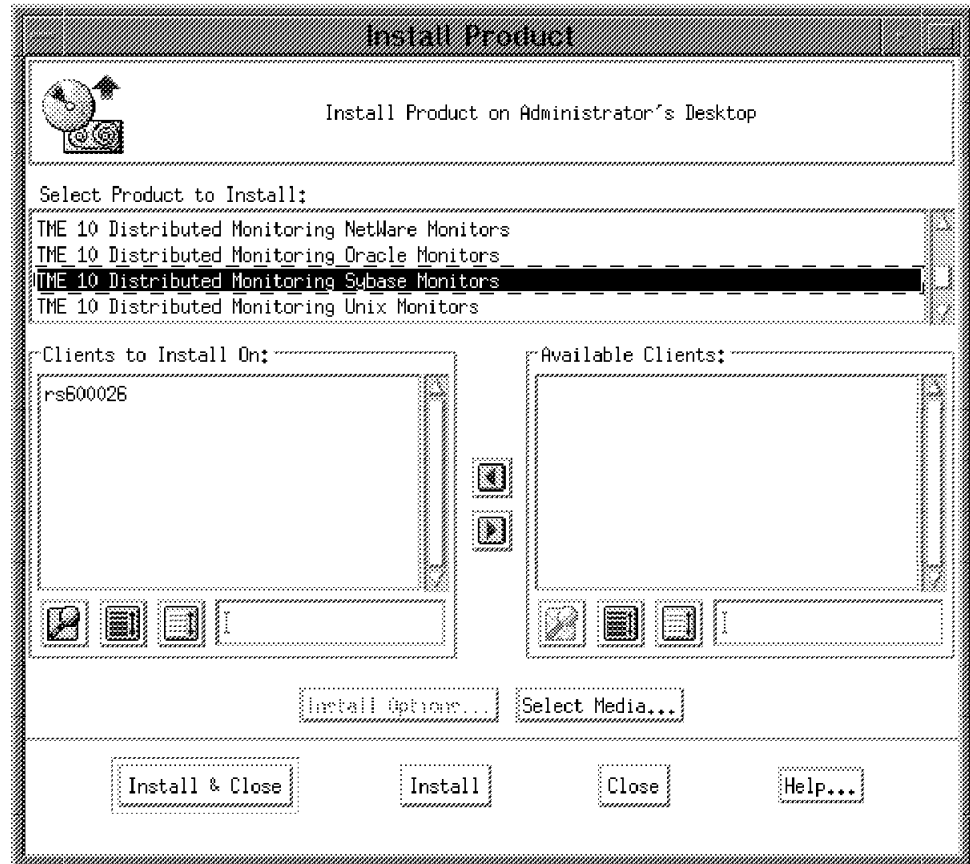 Install Product
Install Product on Administrator's Desktop
Select Product to Install:
TME 10 Distributed Monitoring NetWare Monitors
TME 10 Distributed Monitoring Oracle Monitors
TME 10 Distributed Monitoring Sybase Monitors
TME 10 Distributed Monitoring Unix Monitors
Clients to Install On:
Available Clients:
rs600026
Install Options...
Select Media...
Install & Close
Install
Close
Help...